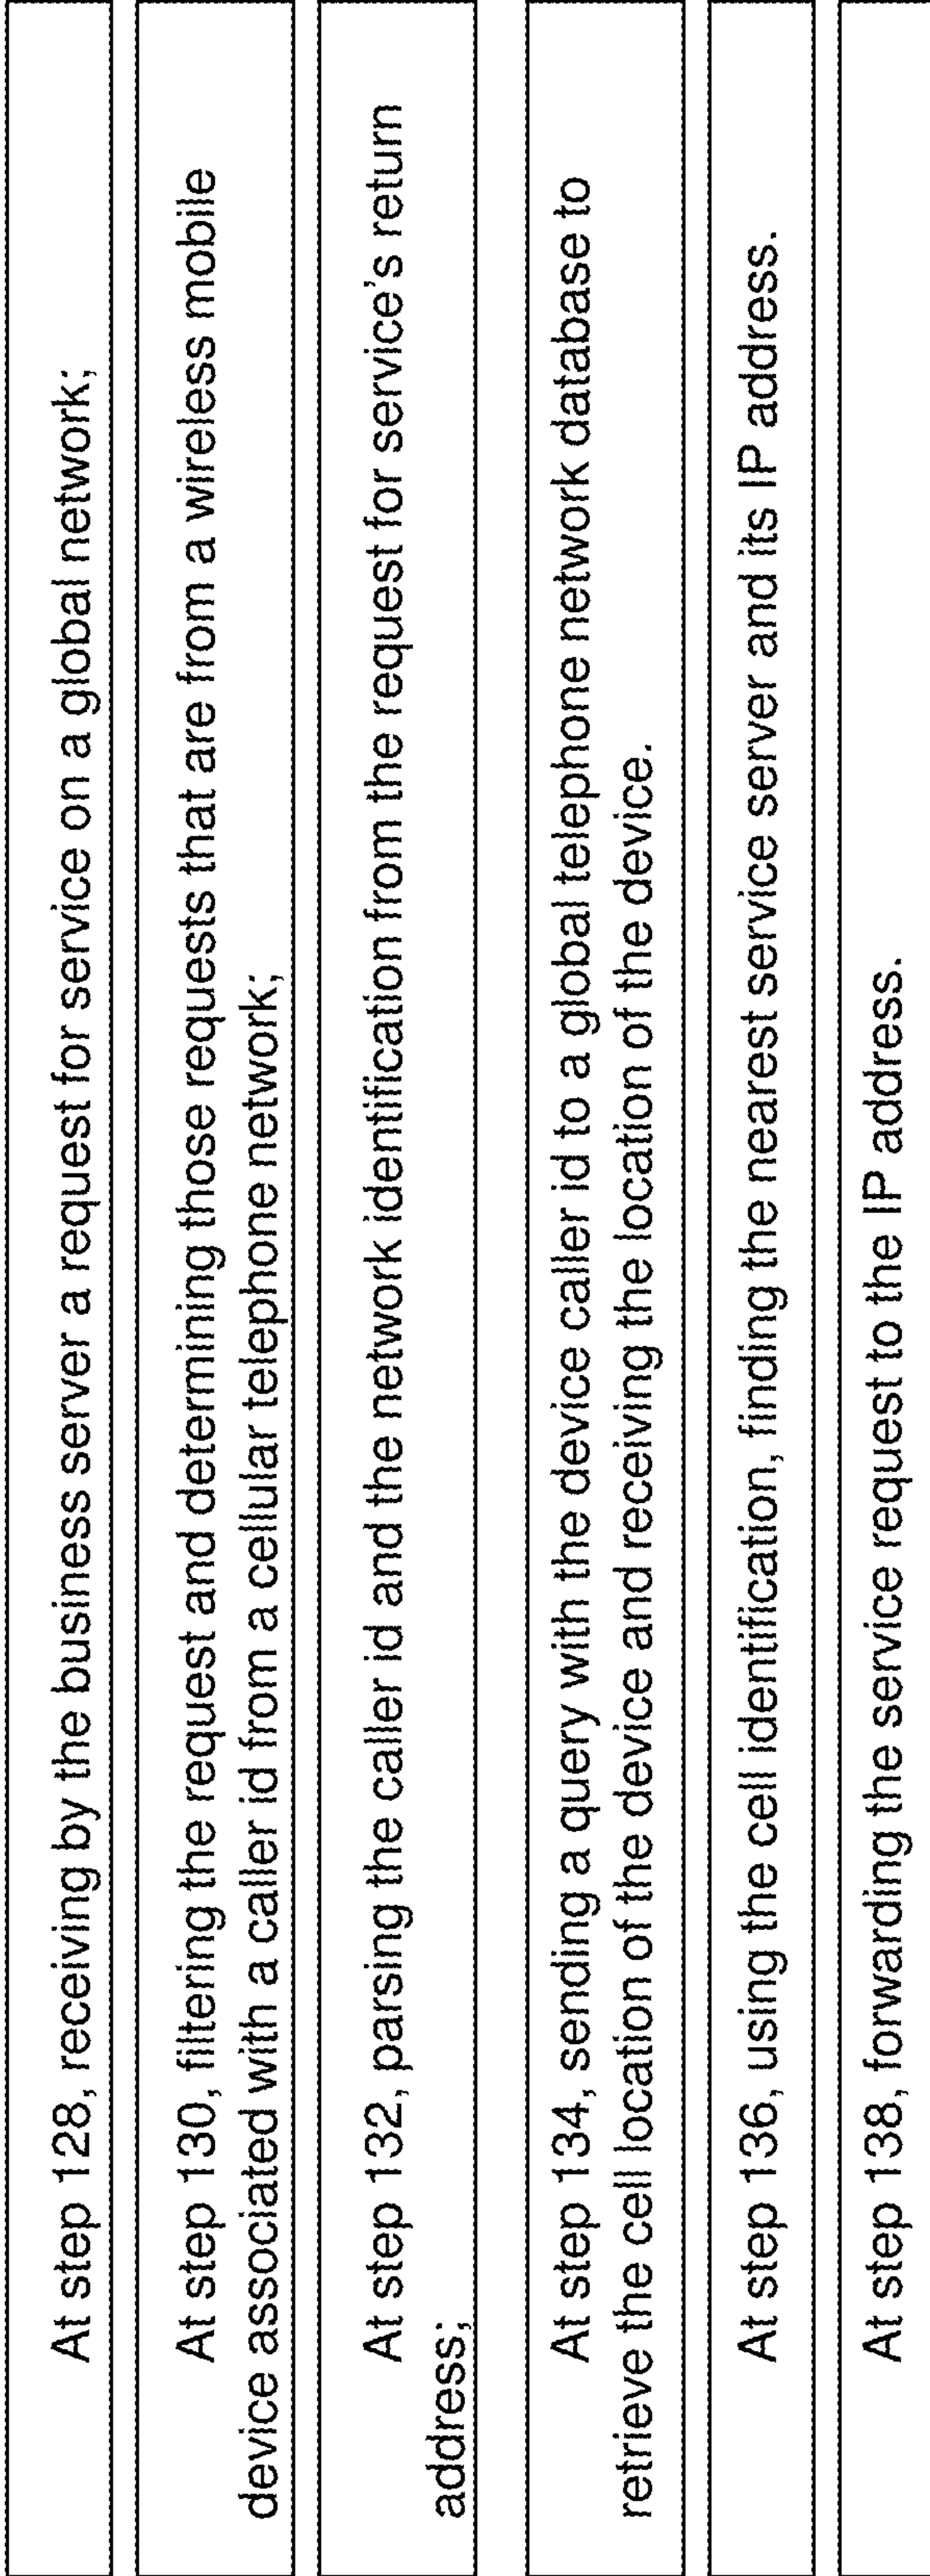 At step 128, receiving by the business server a request for service on a global network;
At step 130, filtering the request and determining those requests that are from a wireless mobile
device associated with a caller id from a cellular telephone network;
At step 132, parsing the caller id and the network identification from the request for service's return
address;
At step 134, sending a query with the device caller id to a global telephone network database to
retrieve the cell location of the device and receiving the location of the device.
At step 136, using the cell identification, finding the nearest service server and its IP address.
At step 138, forwarding the service request to the IP address.